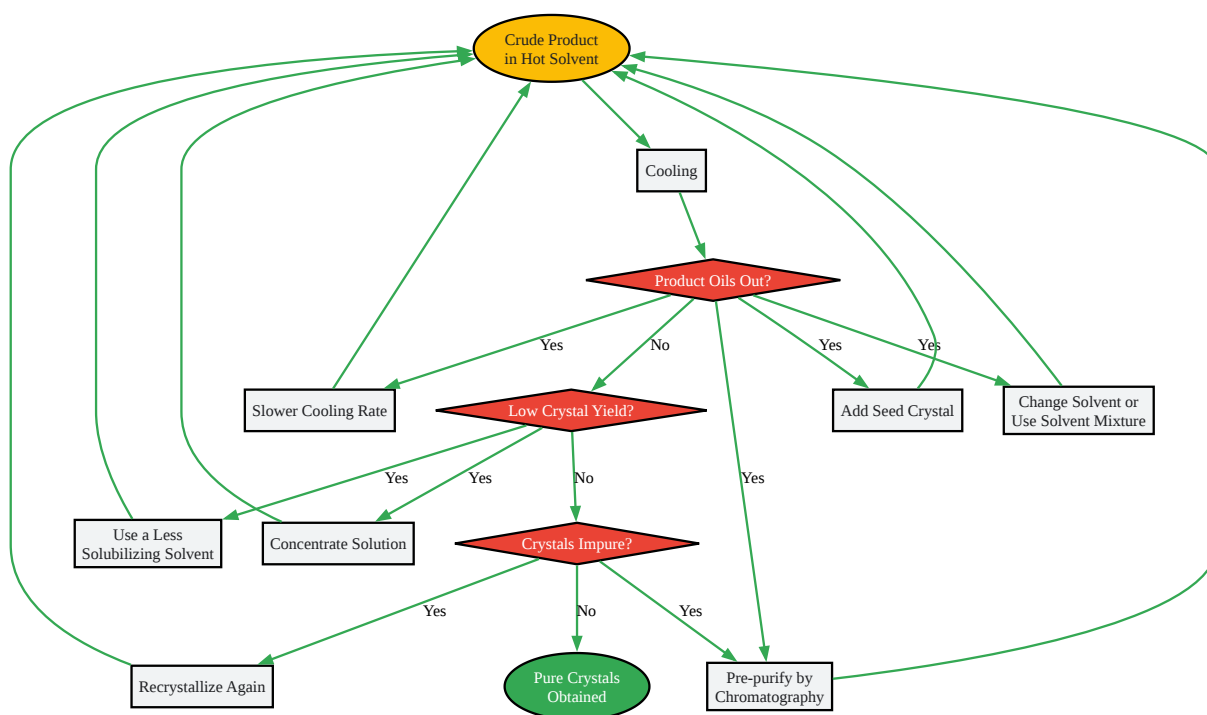 Crude Product
in Hot Solvent
Cooling
Product Oils Out?
Yes
No
Yes
Yes
Slower Cooling Rate
Low Crystal Yield?
Add Seed Crystal
Change Solvent or
Use Solvent Mixture
Yes
Yes
No
Yes
Use a Less
Solubilizing Solvent
Concentrate Solution
Crystals Impure?
Yes
No
Yes
Recrystallize Again
Pure Crystals
Obtained
Pre-purify by
Chromatography